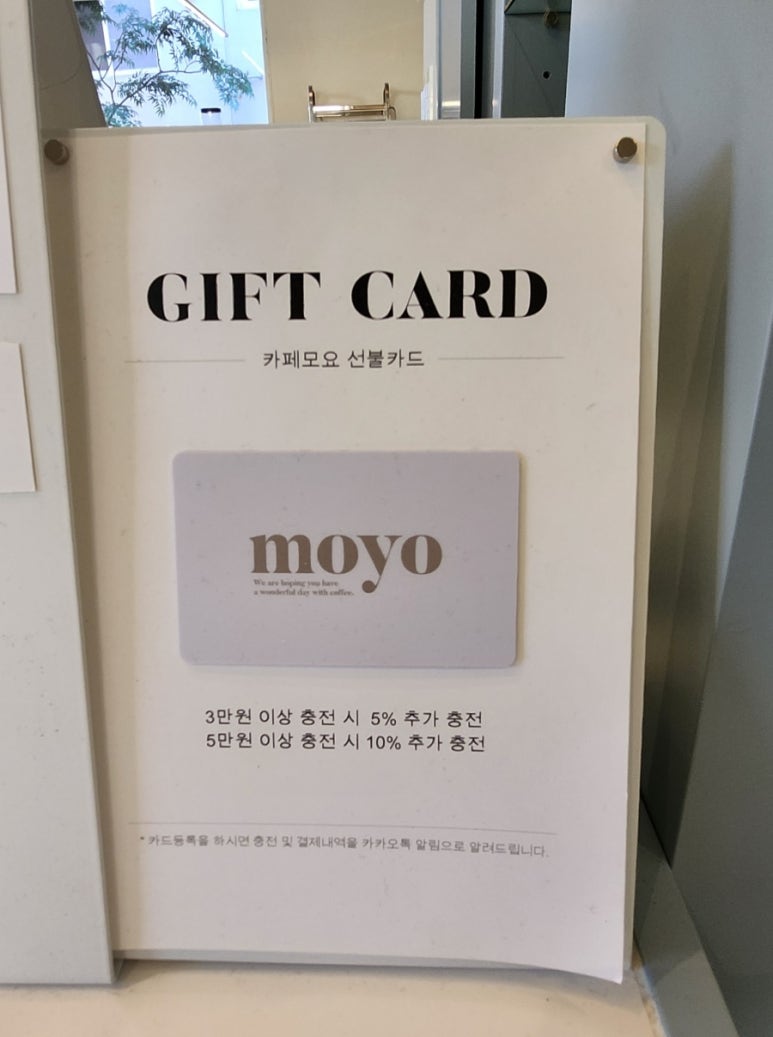 GIFT CARD
카페모요 선불카드
moyo
We are hoping you have
a wonderful day with coffee.
3만원 이상 충전 시 5% 추가 충전
5만원 이상 충전 시 10% 추가 충전
* 카드등록을 하시면 충전 및 결제내역을 카카오톡 알림으로 알려드립니다.